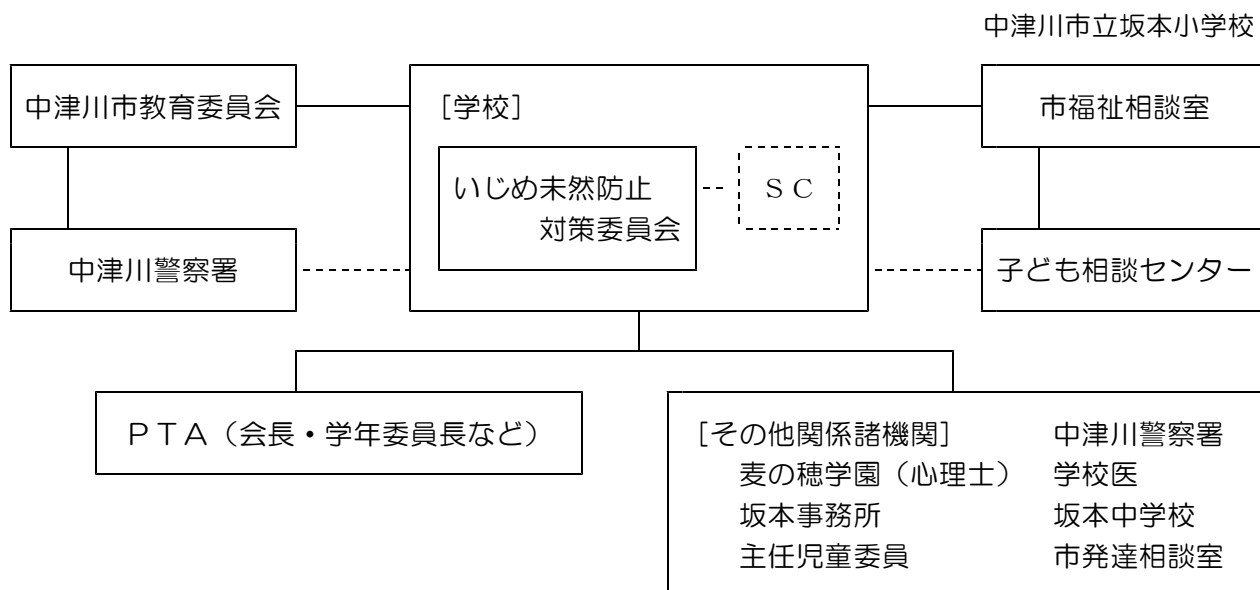 中津川市立坂本小学校
中津川市教育委員会
[学校]
市福祉相談室
いじめ未然防止
対策委員会
ＳＣ
中津川警察署
子ども相談センター
ＰＴＡ（会長・学年委員長など）
[その他関係諸機関]　中津川警察署
麦の穂学園（心理士）　学校医
坂本事務所　坂本中学校
主任児童委員　市発達相談室